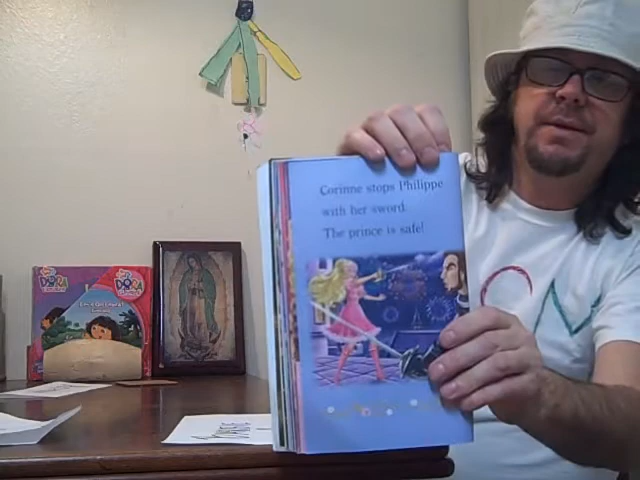 Corinne stops Philippe
with her sword.
The prince is safe!
DORA
DORA